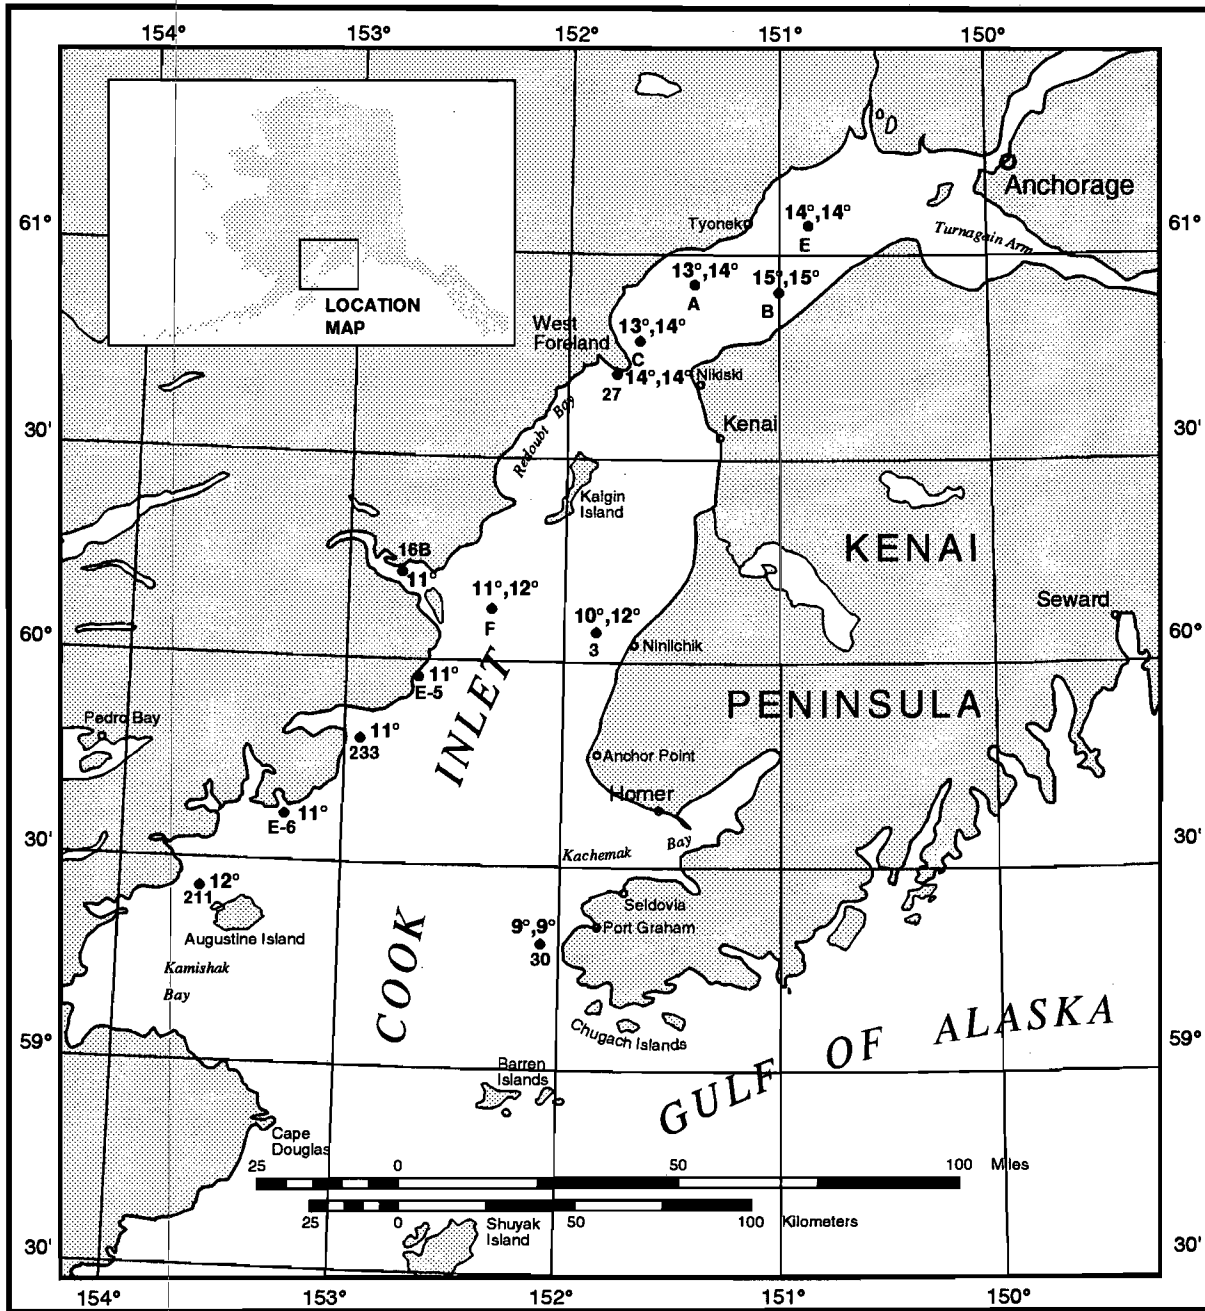 154°
153°
152°
151°
150°
Anchorage
Tyonek
14°,14°
E
Turnagain Arm
61°
61°
13°,14°
A
15°,15°
B
LOCATION
MAP
West
Foreland
13°,14°
C
14°,14°
27
Nikiski
Redoubt Bay
Kenai
30'
30'
Kalgin
Island
KENAI
16B
11°
11°,12°
F
10°,12°
3
Ninilchik
Seward
60°
60°
11°
E-5
PENINSULA
Pedro Bay
11°
233
Anchor Point
Homer
11°
E-6
30'
30'
Kachemak Bay
12°
211
Augustine Island
Seldovia
Port Graham
9°,9°
30
Kamishak
Bay
COOK INLET
Chugach Islands
GULF OF ALASKA
59°
59°
Barren
Islands
Cape
Douglas
25 0 50 100 Miles
25 0 50 100 Kilometers
Shuyak
Island
30'
30'
154°
153°
152°
151°
150°